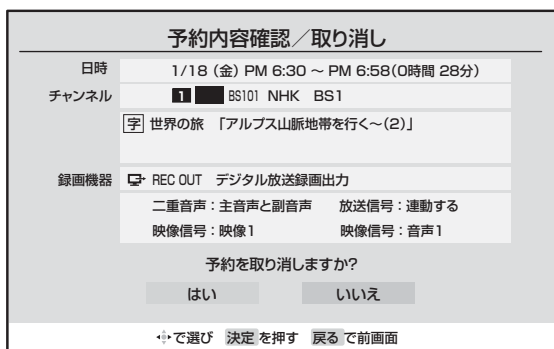 予約内容確認／取り消し
日時 1/18 (金) PM 6:30 ～ PM 6:58(0時間 28分)
チャンネル 1 BS101 NHK BS1
字 世界の旅 「アルプス山脈地帯を行く～(2)」
録画機器 REC OUT デジタル放送録画出力
二重音声：主音声と副音声 放送信号：連動する
映像信号：映像1 映像信号：音声1
予約を取り消しますか?
はい いいえ
で選び 決定 を押す 戻る で前画面